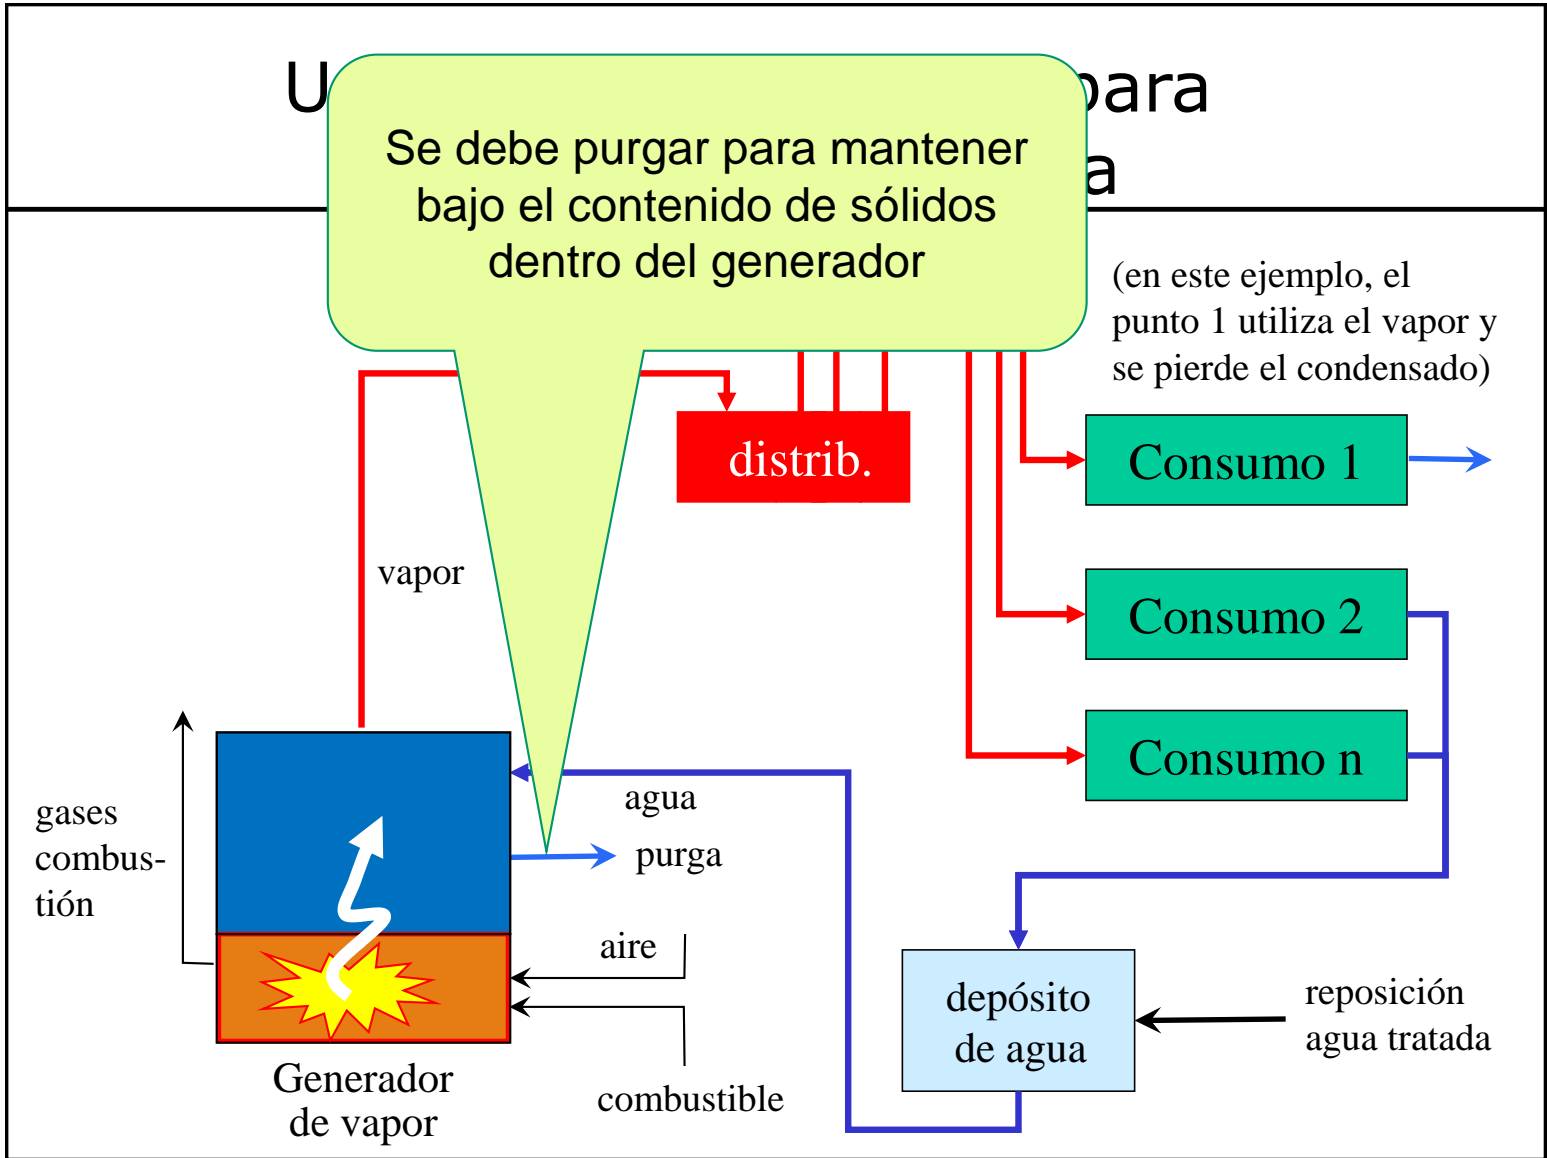 para
a
Se debe purgar para mantener
bajo el contenido de sólidos
dentro del generador
(en este ejemplo, el
punto 1 utiliza el vapor y
se pierde el condensado)
distrib.
Consumo 1
vapor
Consumo 2
Consumo n
agua
gases
combus-
tión
purga
aire
depósito
de agua
reposición
agua tratada
Generador
de vapor
combustible